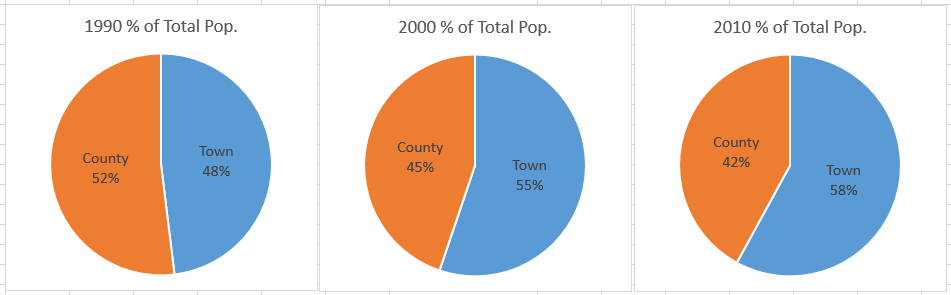 1990 % of Total Pop.
County
52%
Town
48%
2000 % of Total Pop.
County
45%
Town
55%
2010 % of Total Pop.
County
42%
Town
58%